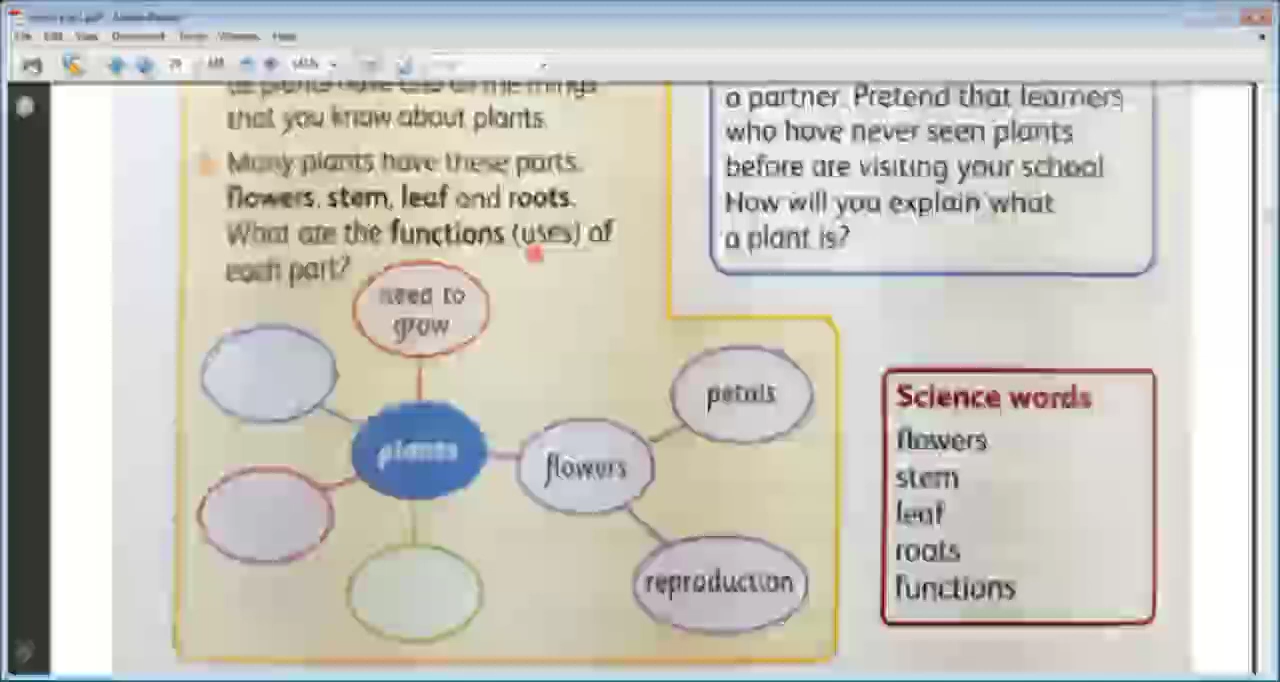 that you know about plants.
Many plants have these parts.
flowers, stem, leaf and roots.
What are the functions (uses) of
each part?
a partner. Pretend that learners
who have never seen plants
before are visiting your school
How will you explain what
a plant is?
need to
grow
plants
flowers
petals
reproduction
Science words
flowers
stem
leaf
roots
functions